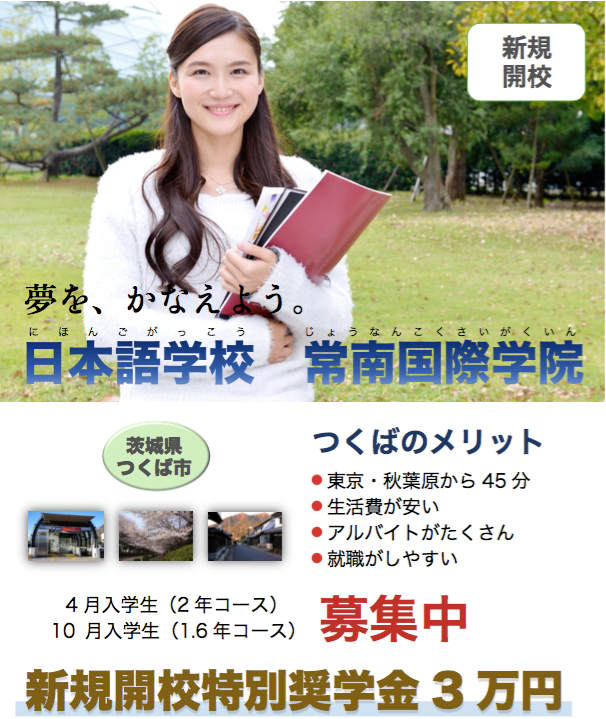 新規
開校
夢を、かなえよう。
にほんごがっこう じょうなんこくさいがくいん
日本語学校 常南国際学院
茨城県
つくば市
つくばのメリット
東京・秋葉原から 45 分
生活費が安い
アルバイトがたくさん
就職がしやすい
4 月入学生(2 年コース)
10 月入学生(1.6 年コース)
募集中
新規開校特別奨学金 3 万円